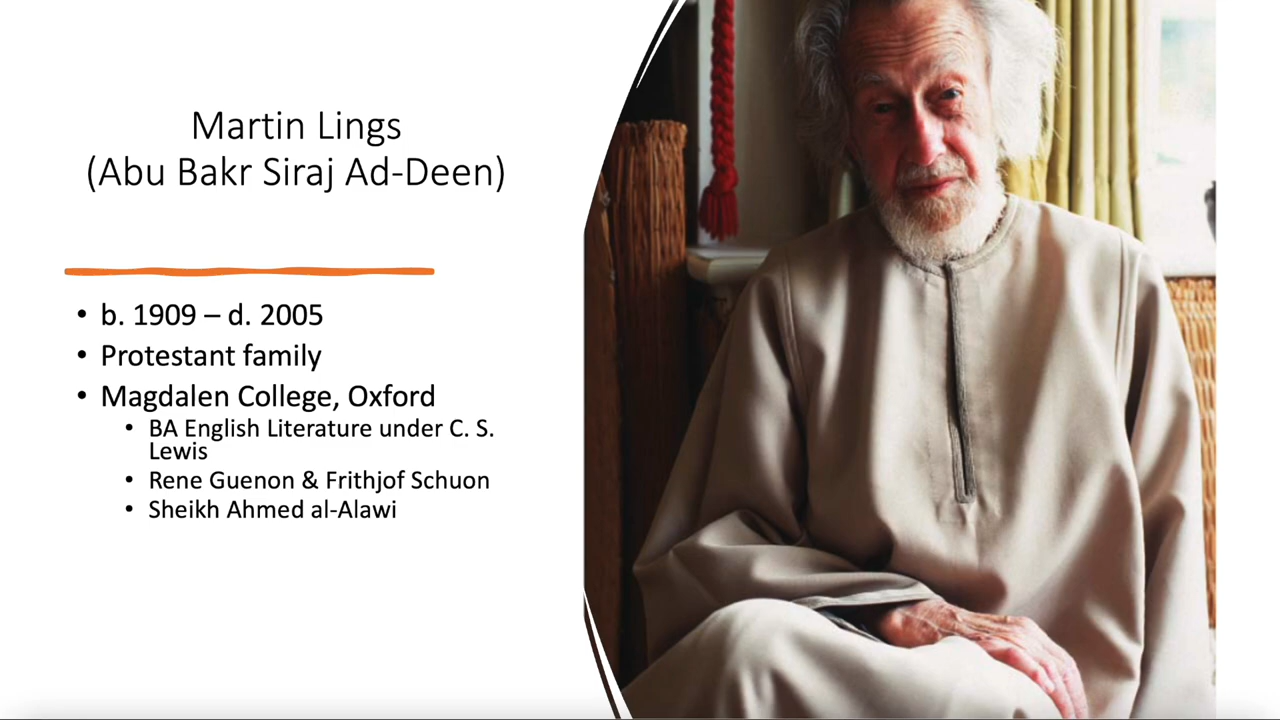 Martin Lings
(Abu Bakr Siraj Ad-Deen)
• b. 1909 – d. 2005
• Protestant family
• Magdalen College, Oxford
• BA English Literature under C. S.
Lewis
• Rene Guenon & Frithjof Schuon
• Sheikh Ahmed al-Alawi